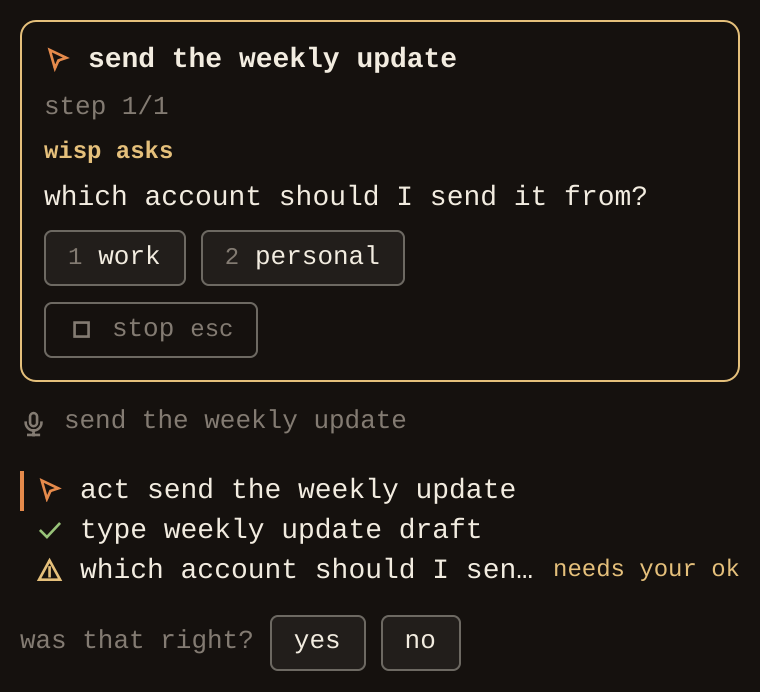 send the weekly update
step 1/1
wisp asks
which account should I send it from?
1 work 2 personal
stop esc
send the weekly update
act send the weekly update
type weekly update draft
which account should I sen… needs your ok
was that right? yes no